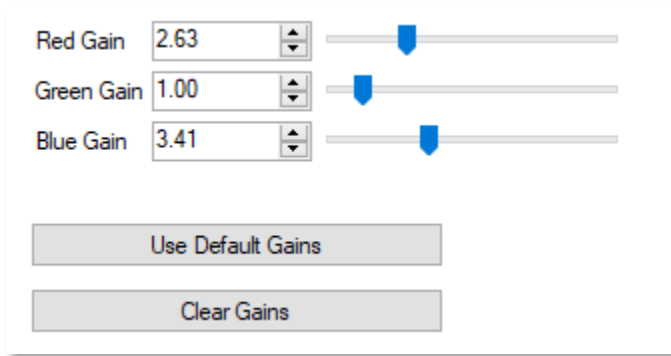 Red Gain 2.63
Green Gain 1.00
Blue Gain 3.41
Use Default Gains
Clear Gains